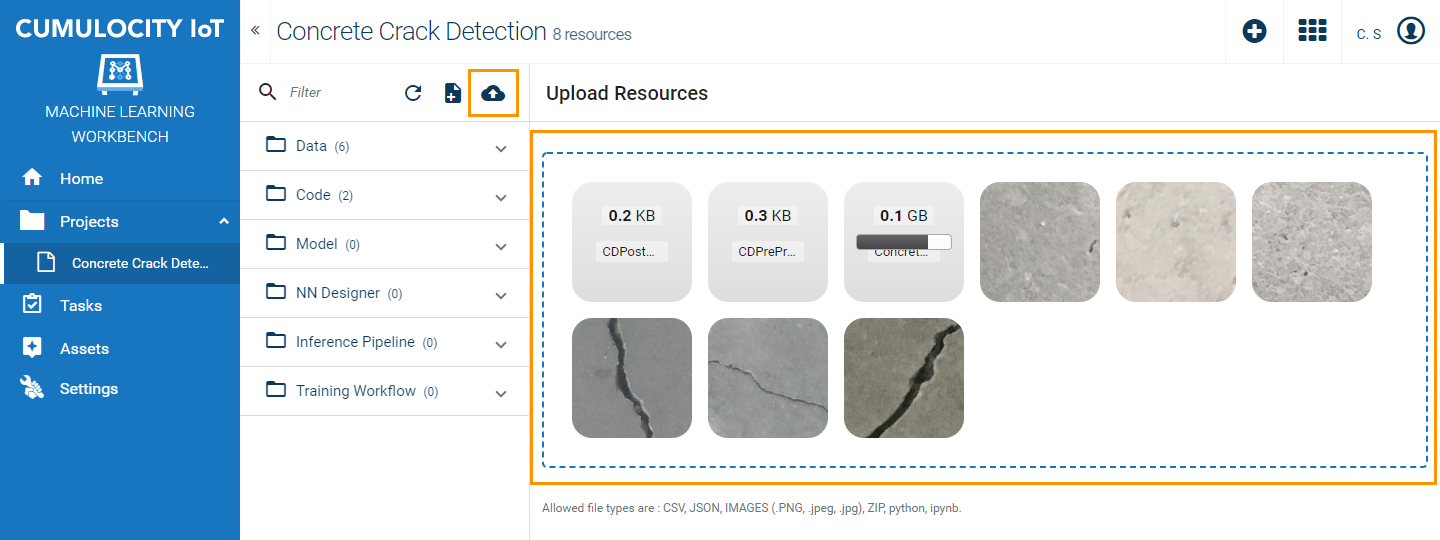 CUMULOCITY IoT
MACHINE LEARNING
WORKBENCH
Home
Projects
Concrete Crack Dete...
Tasks
Assets
Settings
« Concrete Crack Detection 8 resources
C. S
Filter
Data (6)
Code (2)
Model (0)
NN Designer (0)
Inference Pipeline (0)
Training Workflow (0)
Upload Resources
0.2 KB
CDPost...
0.3 KB
CDPrePr...
0.1 GB
Concret...
Allowed file types are : CSV, JSON, IMAGES (.PNG, .jpeg, .jpg), ZIP, python, ipynb.